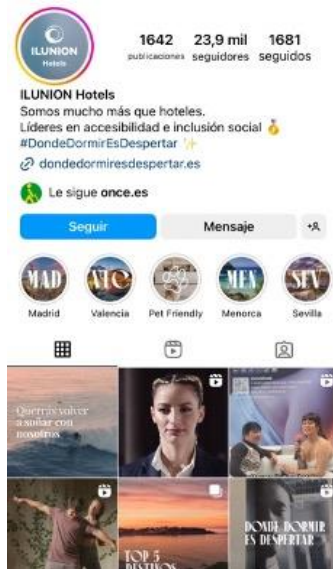 ILUNION
Hotels
1642
23,9 mil
1681
publicaciones
seguidores
seguidos
ILUNION Hotels
Somos mucho más que hoteles.
Líderes en accesibilidad e inclusión social 🏅
#DondeDormirEsDespertar ✨
dondedormiresdespertar.es
Le sigue once.es
Seguir
Mensaje
MAD
MEN
SEV
Madrid
Valencia
Pet Friendly
Menorca
Sevilla
Querrás volver
a soñar con
nosotros
TOP 5
DESTINOS
DONDE DORMIR
ES DESPERTAR